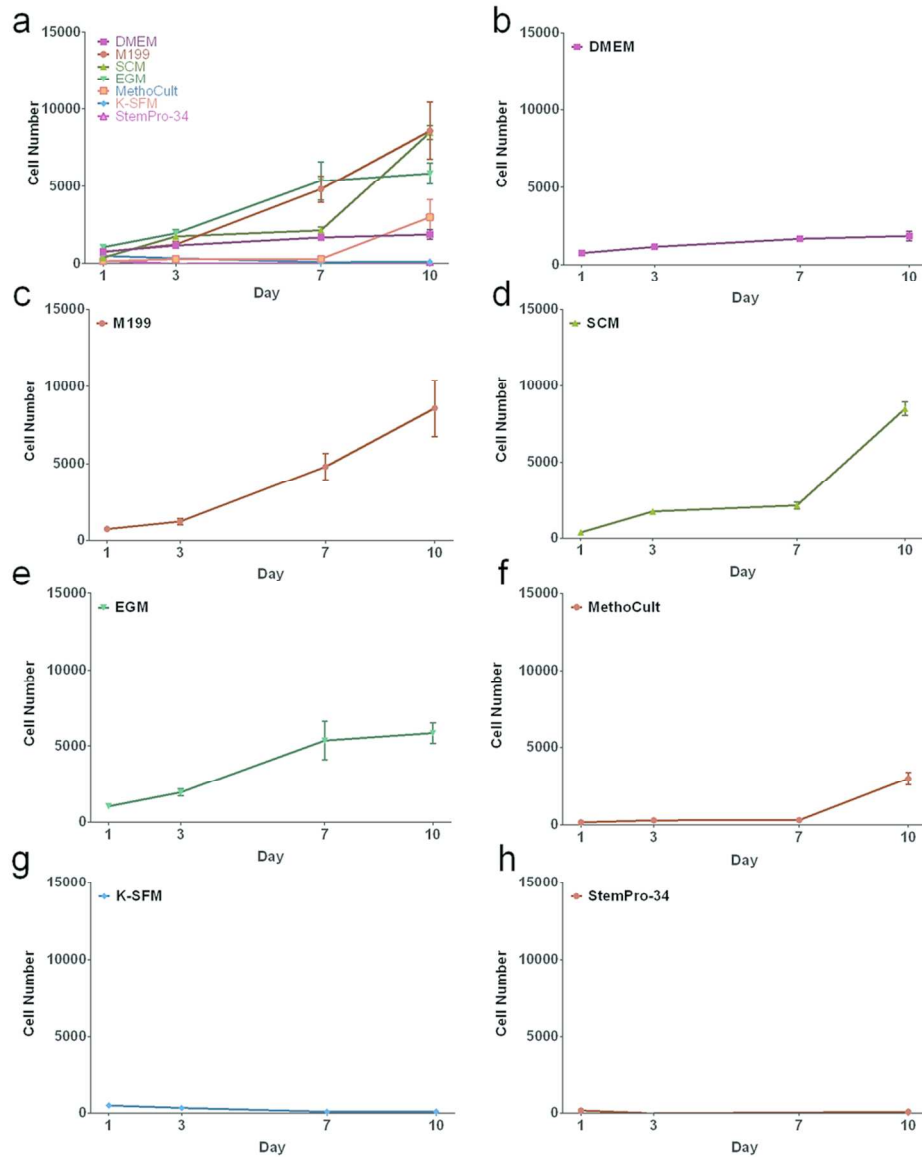 a
15000
10000
5000
0
Cell Number
DMEM
M199
SCM
EGM
MethoCult
K-SFM
StemPro-34
1 3 7 10
Day
b
15000
10000
5000
0
Cell Number
DMEM
1 3 7 10
Day
c
15000
10000
5000
0
Cell Number
M199
1 3 7 10
Day
d
15000
10000
5000
0
Cell Number
SCM
1 3 7 10
Day
e
15000
10000
5000
0
Cell Number
EGM
1 3 7 10
Day
f
15000
10000
5000
0
Cell Number
MethoCult
1 3 7 10
Day
g
15000
10000
5000
0
Cell Number
K-SFM
1 3 7 10
Day
h
15000
10000
5000
0
Cell Number
StemPro-34
1 3 7 10
Day